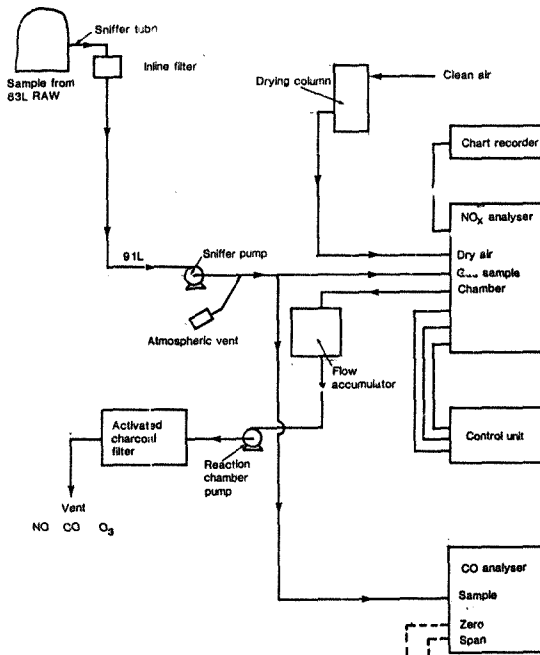 Sniffer tube
Sample from
83L RAW
Inline filter
Drying column
Clean air
Chart recorder
NOX analyser
91L
Sniffer pump
Dry air
Gas sample
Chamber
Atmospheric vent
Flow
accumulator
Activated
charcoal
filter
Reaction
chamber
pump
Control unit
Vent
NO CO O3
CO analyser
Sample
Zero
Span